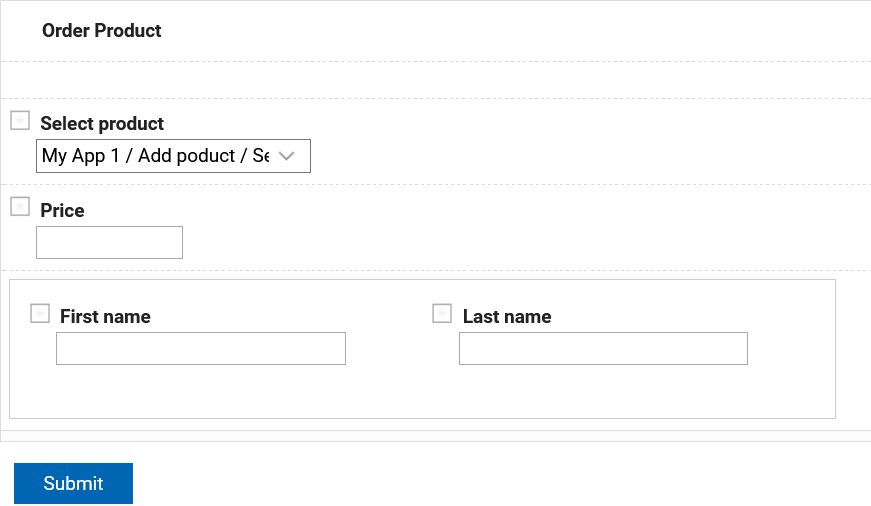 Order Product
Select product
My App 1 / Add poduct / Se
Price
First name
Last name
Submit